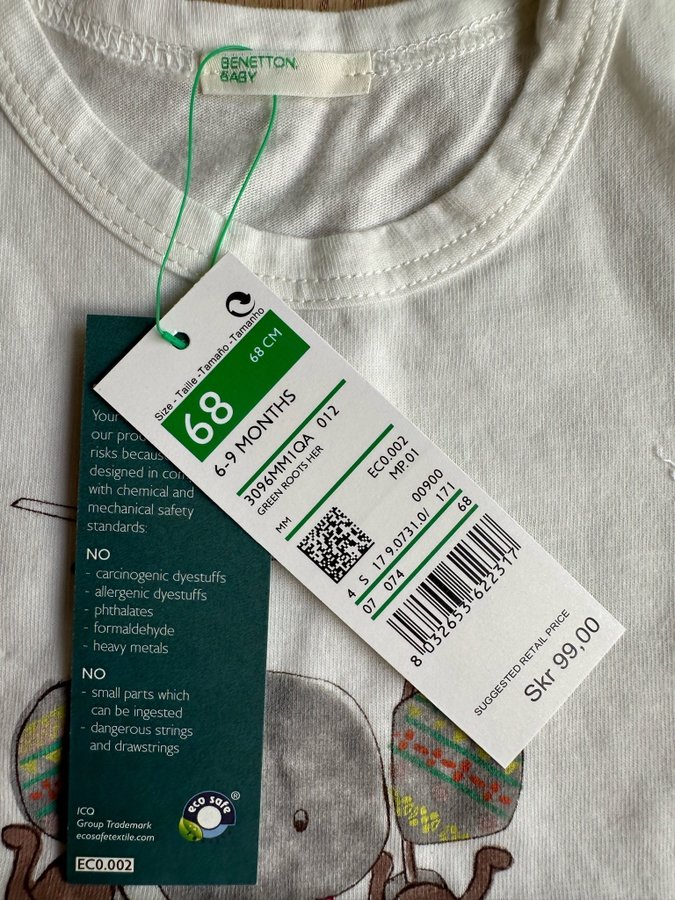 BENETTON
BABY
Size - Taille - Tamaño - Tamanho
68
68 CM
6-9 MONTHS
3096MM1QA 012
GREEN ROOTS HER
MM
EC0.002
MP.01
00900
4 S 17 9.0731.0/ 171
07 074 68
8 032653 622317
SUGGESTED RETAIL PRICE
Skr 99,00
Your
our
risks
designed in
with chemical and
mechanical safety
standards:
NO
- carcinogenic dyestuffs
- allergenic dyestuffs
- phthalates
- formaldehyde
- heavy metals
NO
- small parts which
can be ingested
- dangerous strings
and drawstrings
ICQ
Group Trademark
ecosafetextile.com
eco safe ®
EC0.002